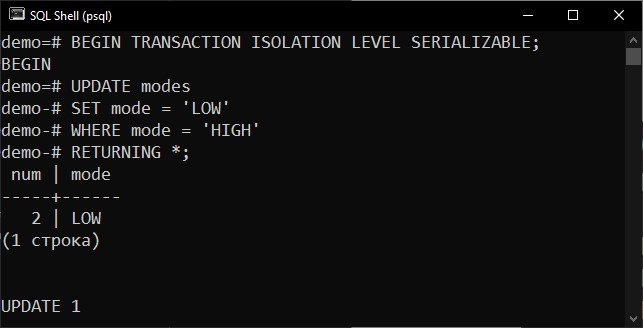 SQL Shell (psql)
demo=# BEGIN TRANSACTION ISOLATION LEVEL SERIALIZABLE;
BEGIN
demo=# UPDATE modes
demo-# SET mode = 'LOW'
demo-# WHERE mode = 'HIGH'
demo-# RETURNING *;
 num | mode
-----+------
   2 | LOW
(1 строка)
UPDATE 1